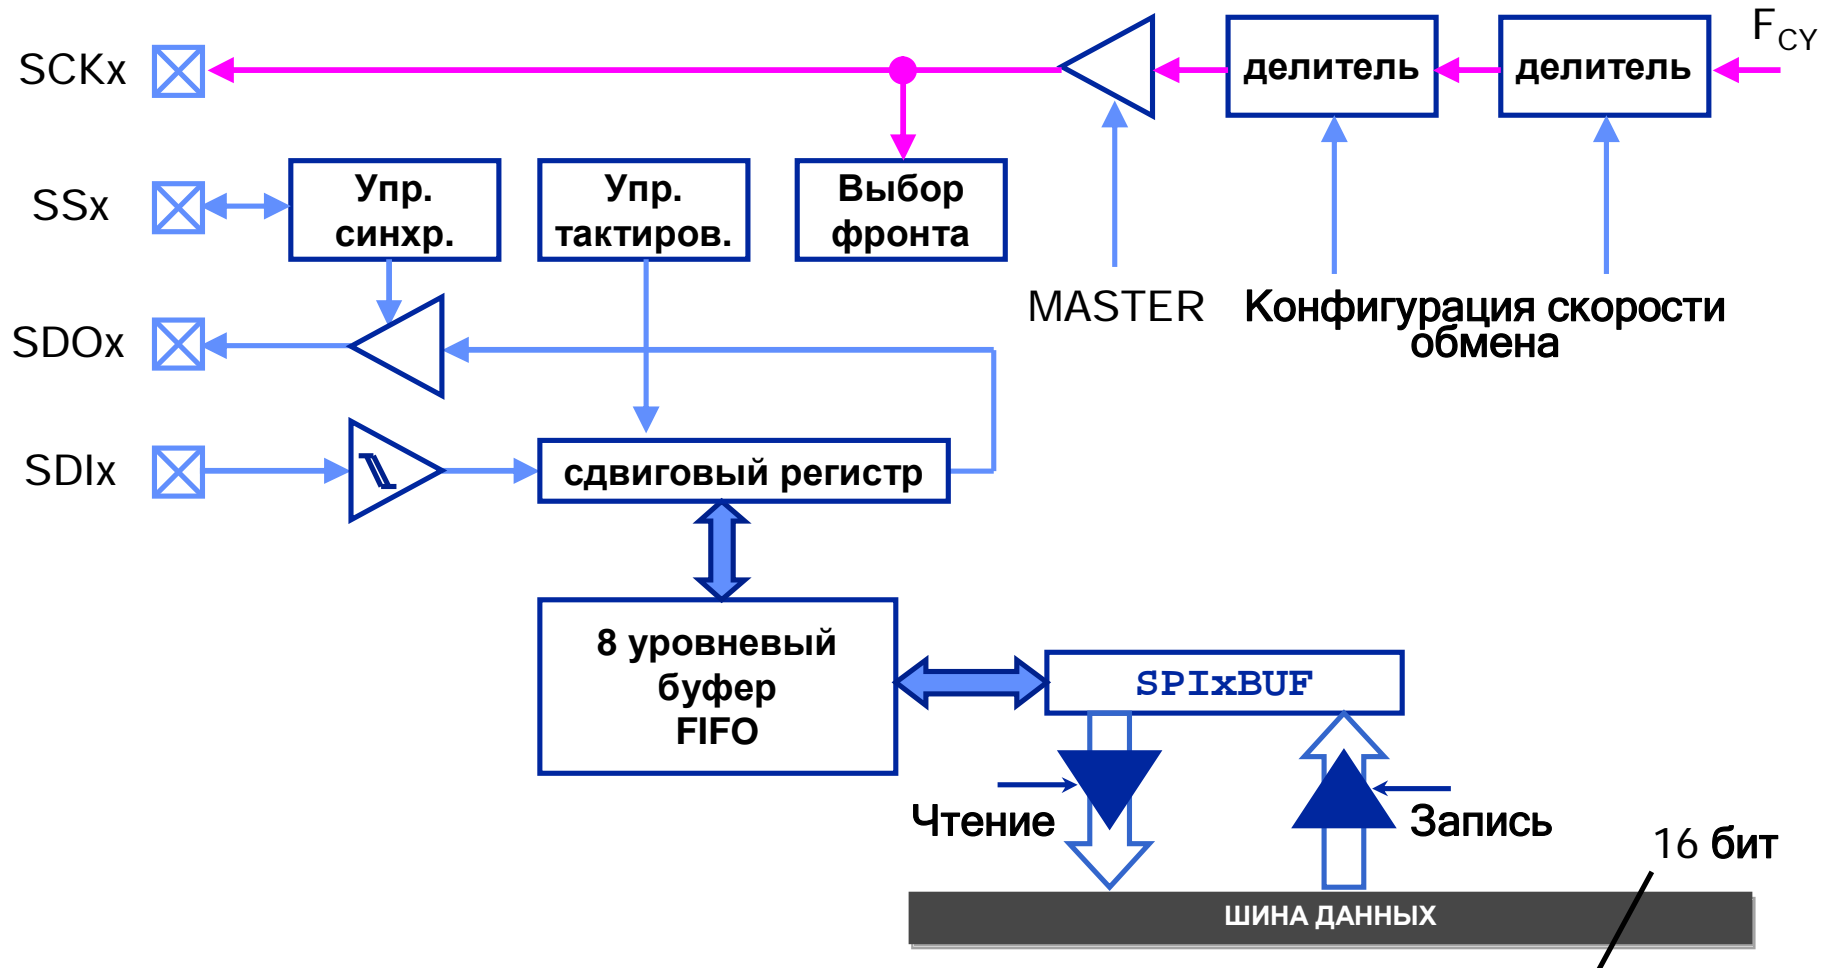 SCKx
делитель
делитель
F_CY
SSx
Упр.
синхр.
Упр.
тактиров.
Выбор
фронта
MASTER
Конфигурация скорости
обмена
SDOx
SDIx
сдвиговый регистр
8 уровневый
буфер
FIFO
SPIxBUF
Чтение
Запись
16 бит
ШИНА ДАННЫХ